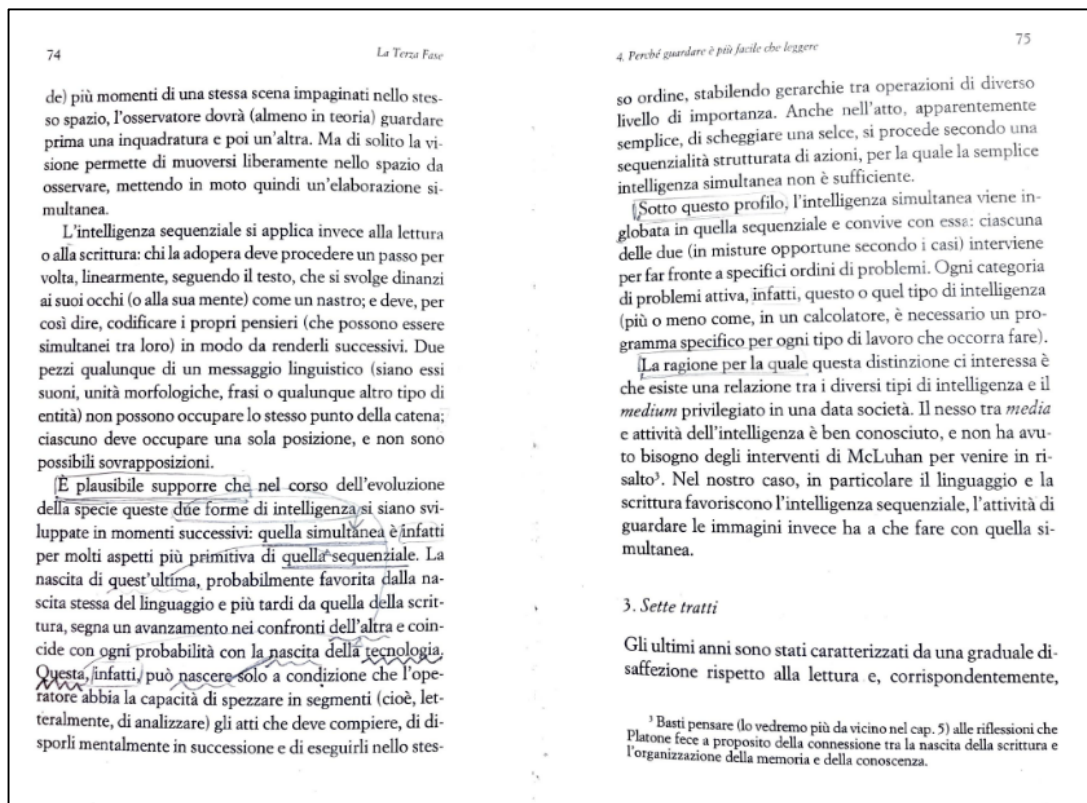 74
La Terza Fase
de) più momenti di una stessa scena impaginati nello stes-
so spazio, l'osservatore dovrà (almeno in teoria) guardare
prima una inquadratura e poi un'altra. Ma di solito la vi-
sione permette di muoversi liberamente nello spazio da
osservare, mettendo in moto quindi un'elaborazione si-
multanea.
L'intelligenza sequenziale si applica invece alla lettura
o alla scrittura: chi la adopera deve procedere un passo per
volta, linearmente, seguendo il testo, che si svolge dinanzi
ai suoi occhi (o alla sua mente) come un nastro; e deve, per
così dire, codificare i propri pensieri (che possono essere
simultanei tra loro) in modo da renderli successivi. Due
pezzi qualunque di un messaggio linguistico (siano essi
suoni, unità morfologiche, frasi o qualunque altro tipo di
entità) non possono occupare lo stesso punto della catena;
ciascuno deve occupare una sola posizione, e non sono
possibili sovrapposizioni.
È plausibile supporre che nel corso dell'evoluzione
della specie queste due forme di intelligenza si siano svi-
luppate in momenti successivi: quella simultanea è infatti
per molti aspetti più primitiva di quella sequenziale. La
nascita di quest'ultima, probabilmente favorita dalla na-
scita stessa del linguaggio e più tardi da quella della scrit-
tura, segna un avanzamento nei confronti dell'altra e coin-
cide con ogni probabilità con la nascita della tecnologia.
Questa, infatti, può nascere solo a condizione che l'ope-
ratore abbia la capacità di spezzare in segmenti (cioè, let-
teralmente, di analizzare) gli atti che deve compiere, di di-
sporli mentalmente in successione e di eseguirli nello stes-
4. Perché guardare è più facile che leggere
75
so ordine, stabilendo gerarchie tra operazioni di diverso
livello di importanza. Anche nell'atto, apparentemente
semplice, di scheggiare una selce, si procede secondo una
sequenzialità strutturata di azioni, per la quale la semplice
intelligenza simultanea non è sufficiente.
Sotto questo profilo, l'intelligenza simultanea viene in-
globata in quella sequenziale e convive con essa: ciascuna
delle due (in misture opportune secondo i casi) interviene
per far fronte a specifici ordini di problemi. Ogni categoria
di problemi attiva, infatti, questo o quel tipo di intelligenza
(più o meno come, in un calcolatore, è necessario un pro-
gramma specifico per ogni tipo di lavoro che occorra fare).
La ragione per la quale questa distinzione ci interessa è
che esiste una relazione tra i diversi tipi di intelligenza e il
medium privilegiato in una data società. Il nesso tra media
e attività dell'intelligenza è ben conosciuto, e non ha avu-
to bisogno degli interventi di McLuhan per venire in ri-
salto³. Nel nostro caso, in particolare il linguaggio e la
scrittura favoriscono l'intelligenza sequenziale, l'attività di
guardare le immagini invece ha a che fare con quella si-
multanea.
3. Sette tratti
Gli ultimi anni sono stati caratterizzati da una graduale di-
saffezione rispetto alla lettura e, corrispondentemente,
³ Basti pensare (lo vedremo più da vicino nel cap. 5) alle riflessioni che
Platone fece a proposito della connessione tra la nascita della scrittura e
l'organizzazione della memoria e della conoscenza.